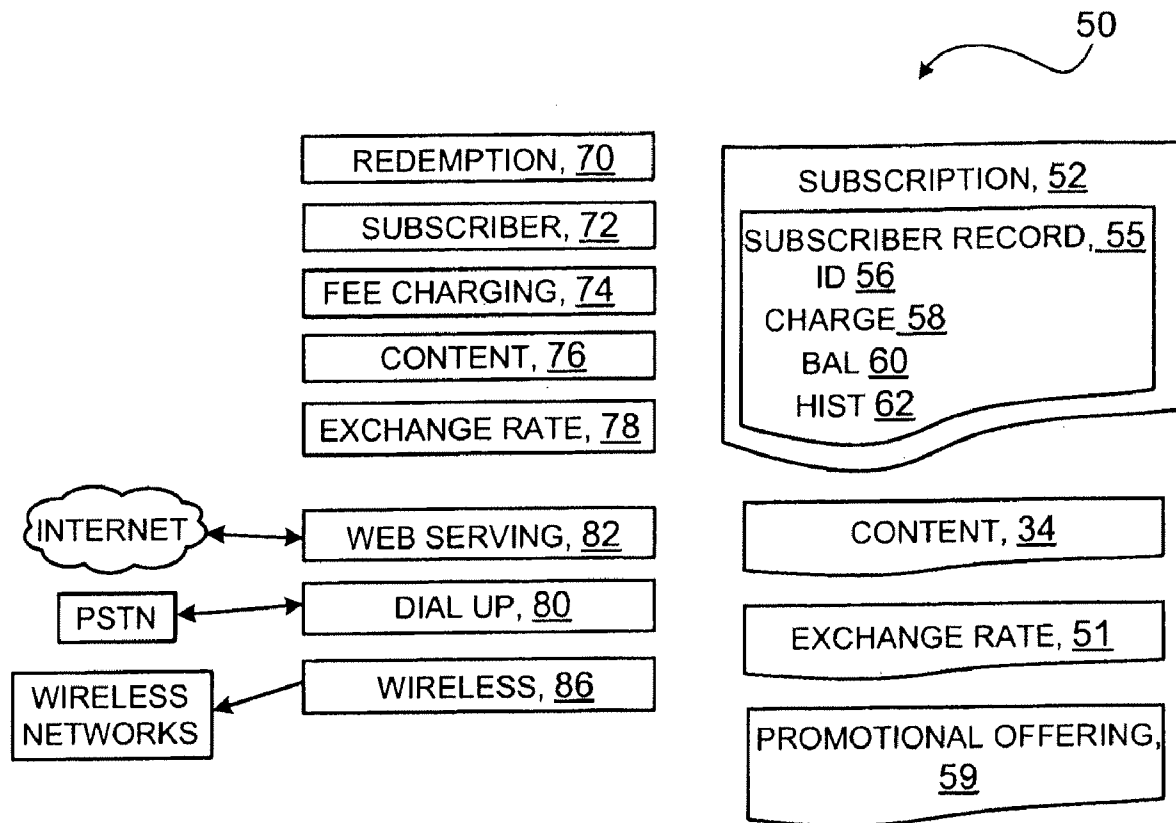 50
REDEMPTION, 70
SUBSCRIBER, 72
FEE CHARGING, 74
CONTENT, 76
EXCHANGE RATE, 78
INTERNET
WEB SERVING, 82
PSTN
DIAL UP, 80
WIRELESS
NETWORKS
WIRELESS, 86
SUBSCRIPTION, 52
SUBSCRIBER RECORD, 55
ID 56
CHARGE 58
BAL 60
HIST 62
CONTENT, 34
EXCHANGE RATE, 51
PROMOTIONAL OFFERING,
59